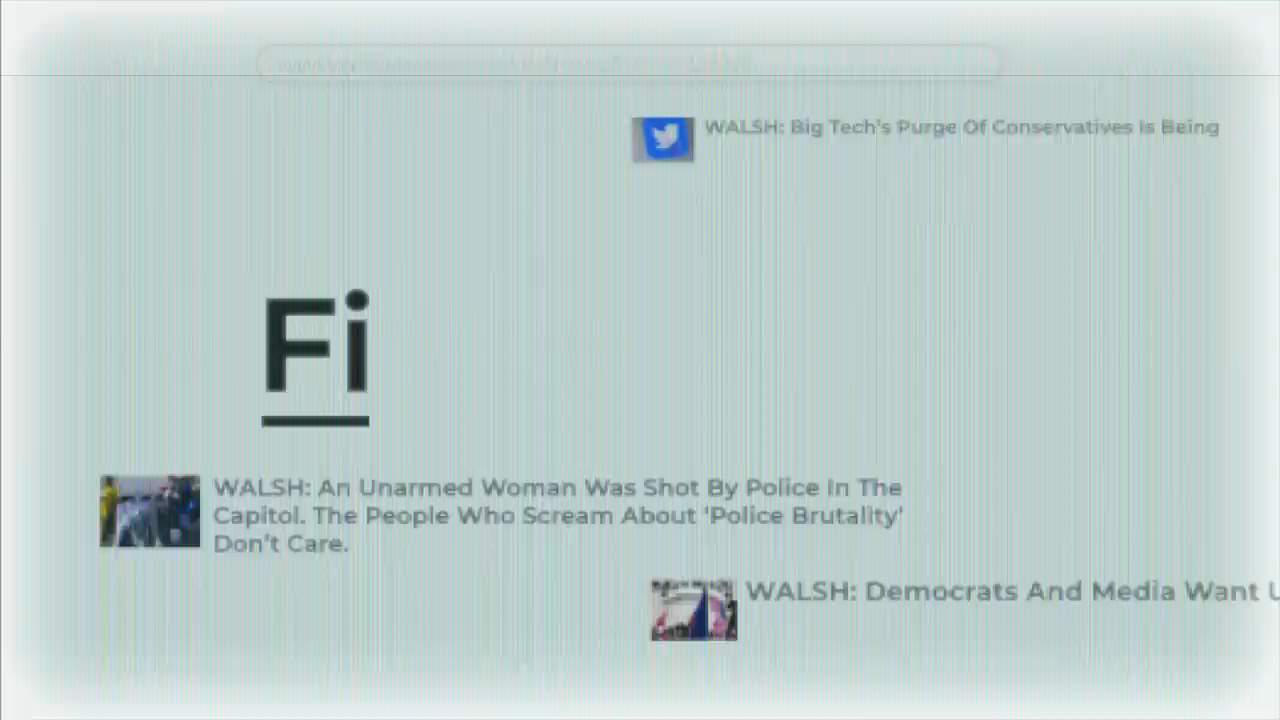 WALSH: Big Tech's Purge Of Conservatives Is Being
Fi
WALSH: An Unarmed Woman Was Shot By Police In The
Capitol. The People Who Scream About 'Police Brutality'
Don't Care.
WALSH: Democrats And Media Want U